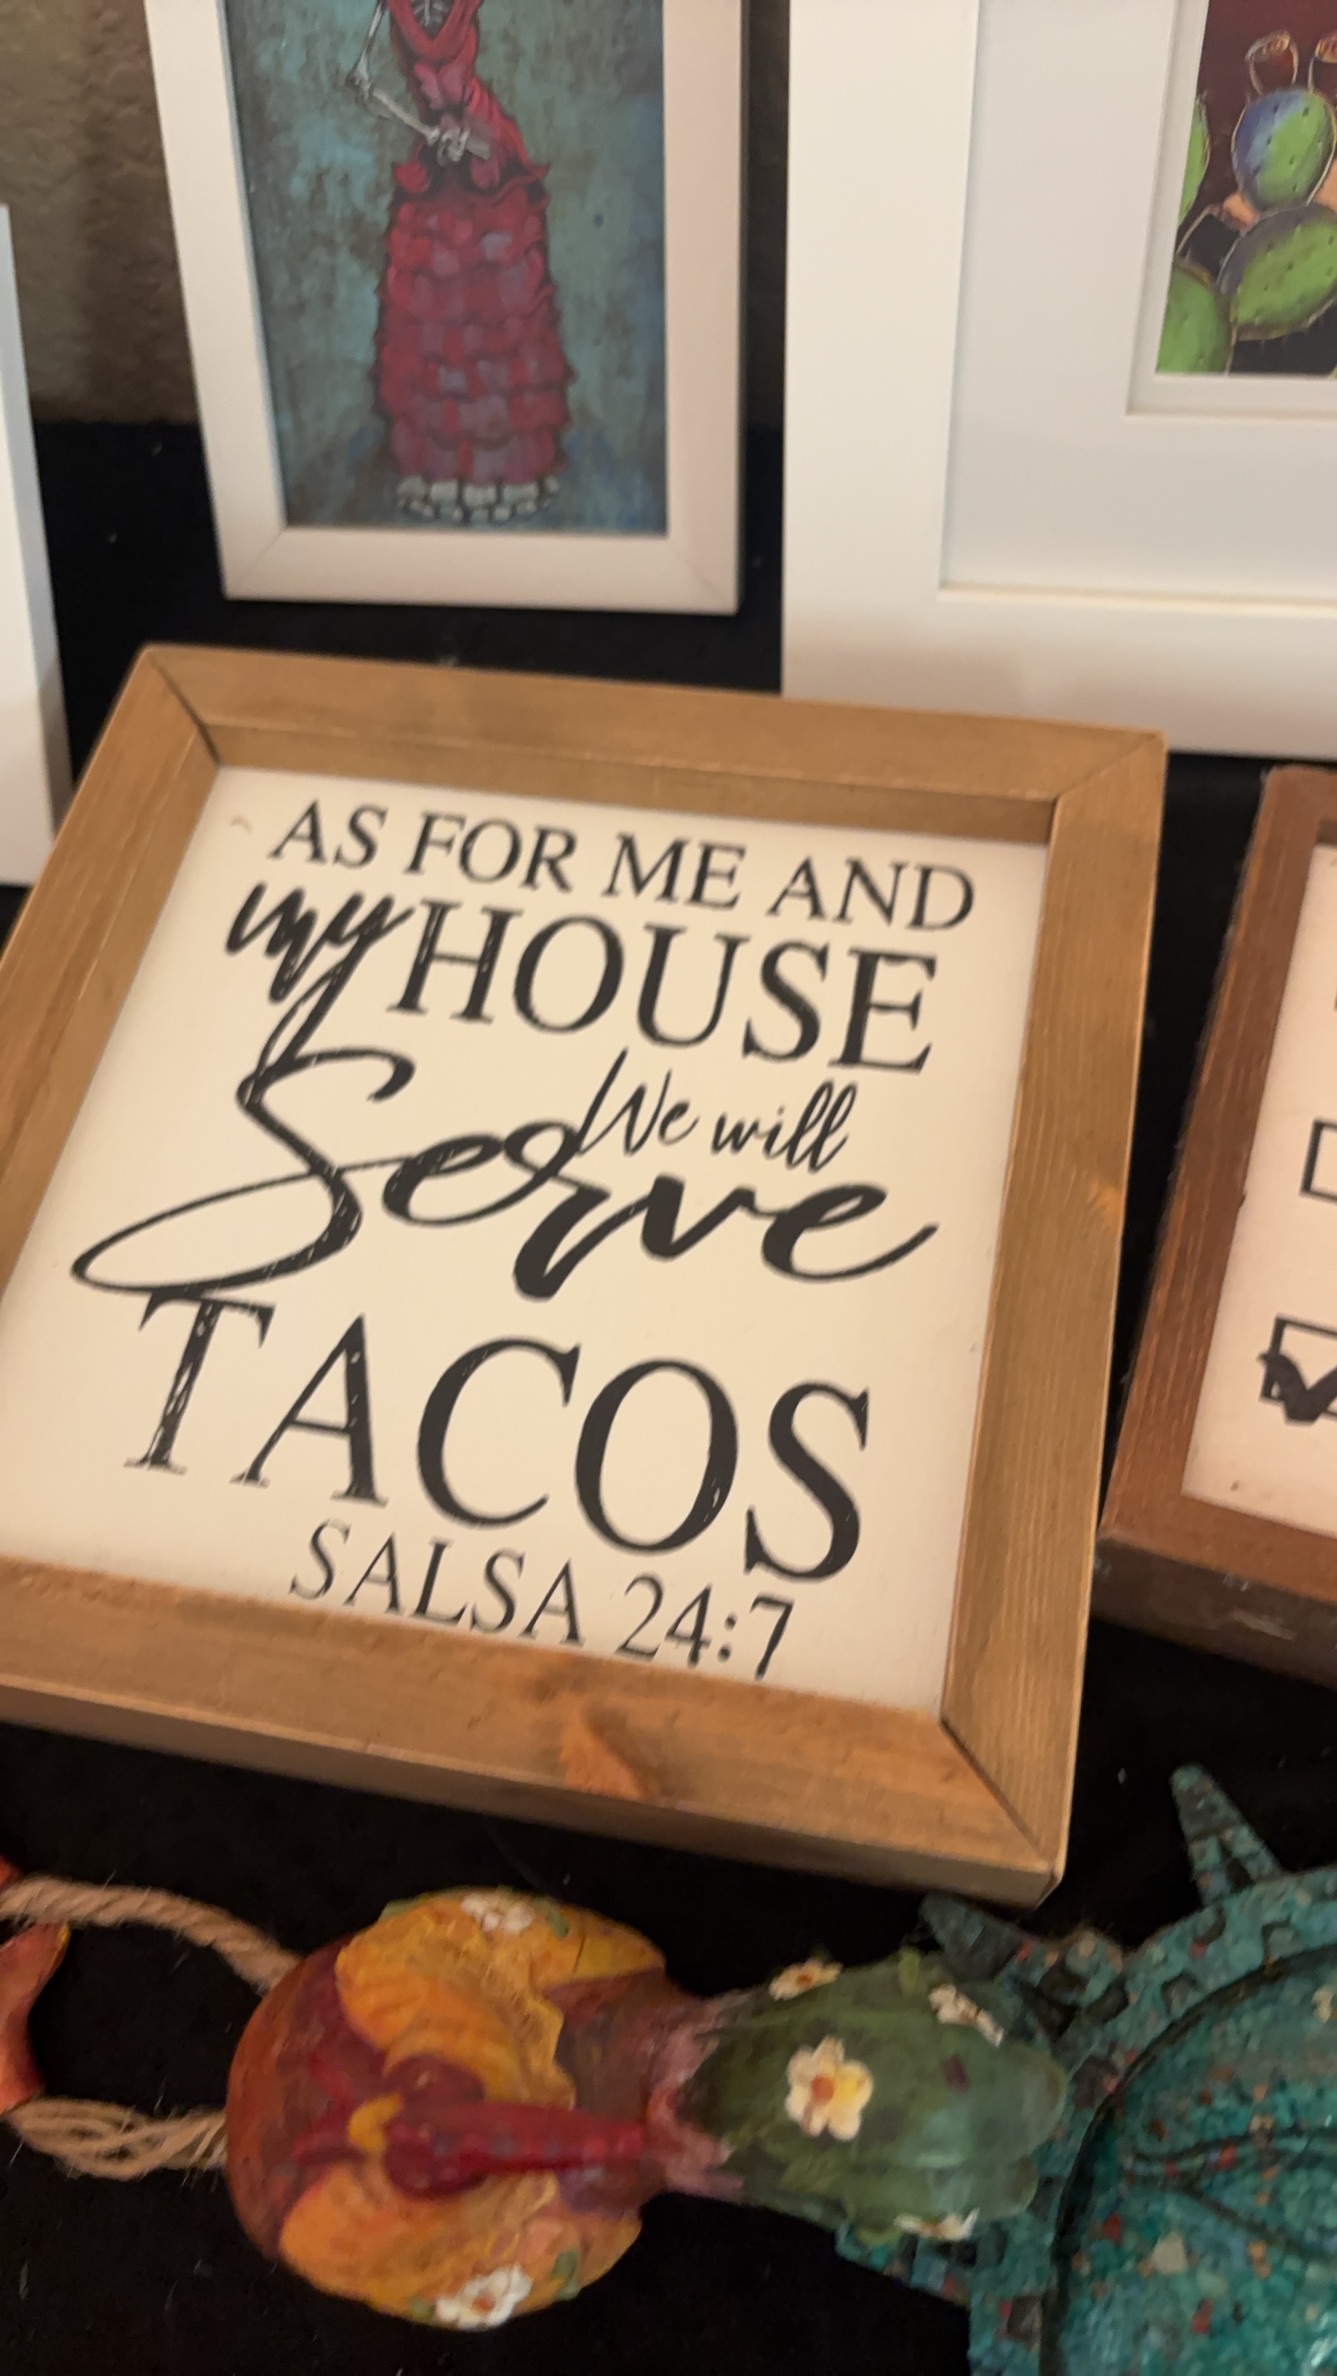 AS FOR ME AND
my HOUSE
We will
Serve
TACOS
SALSA 24:7